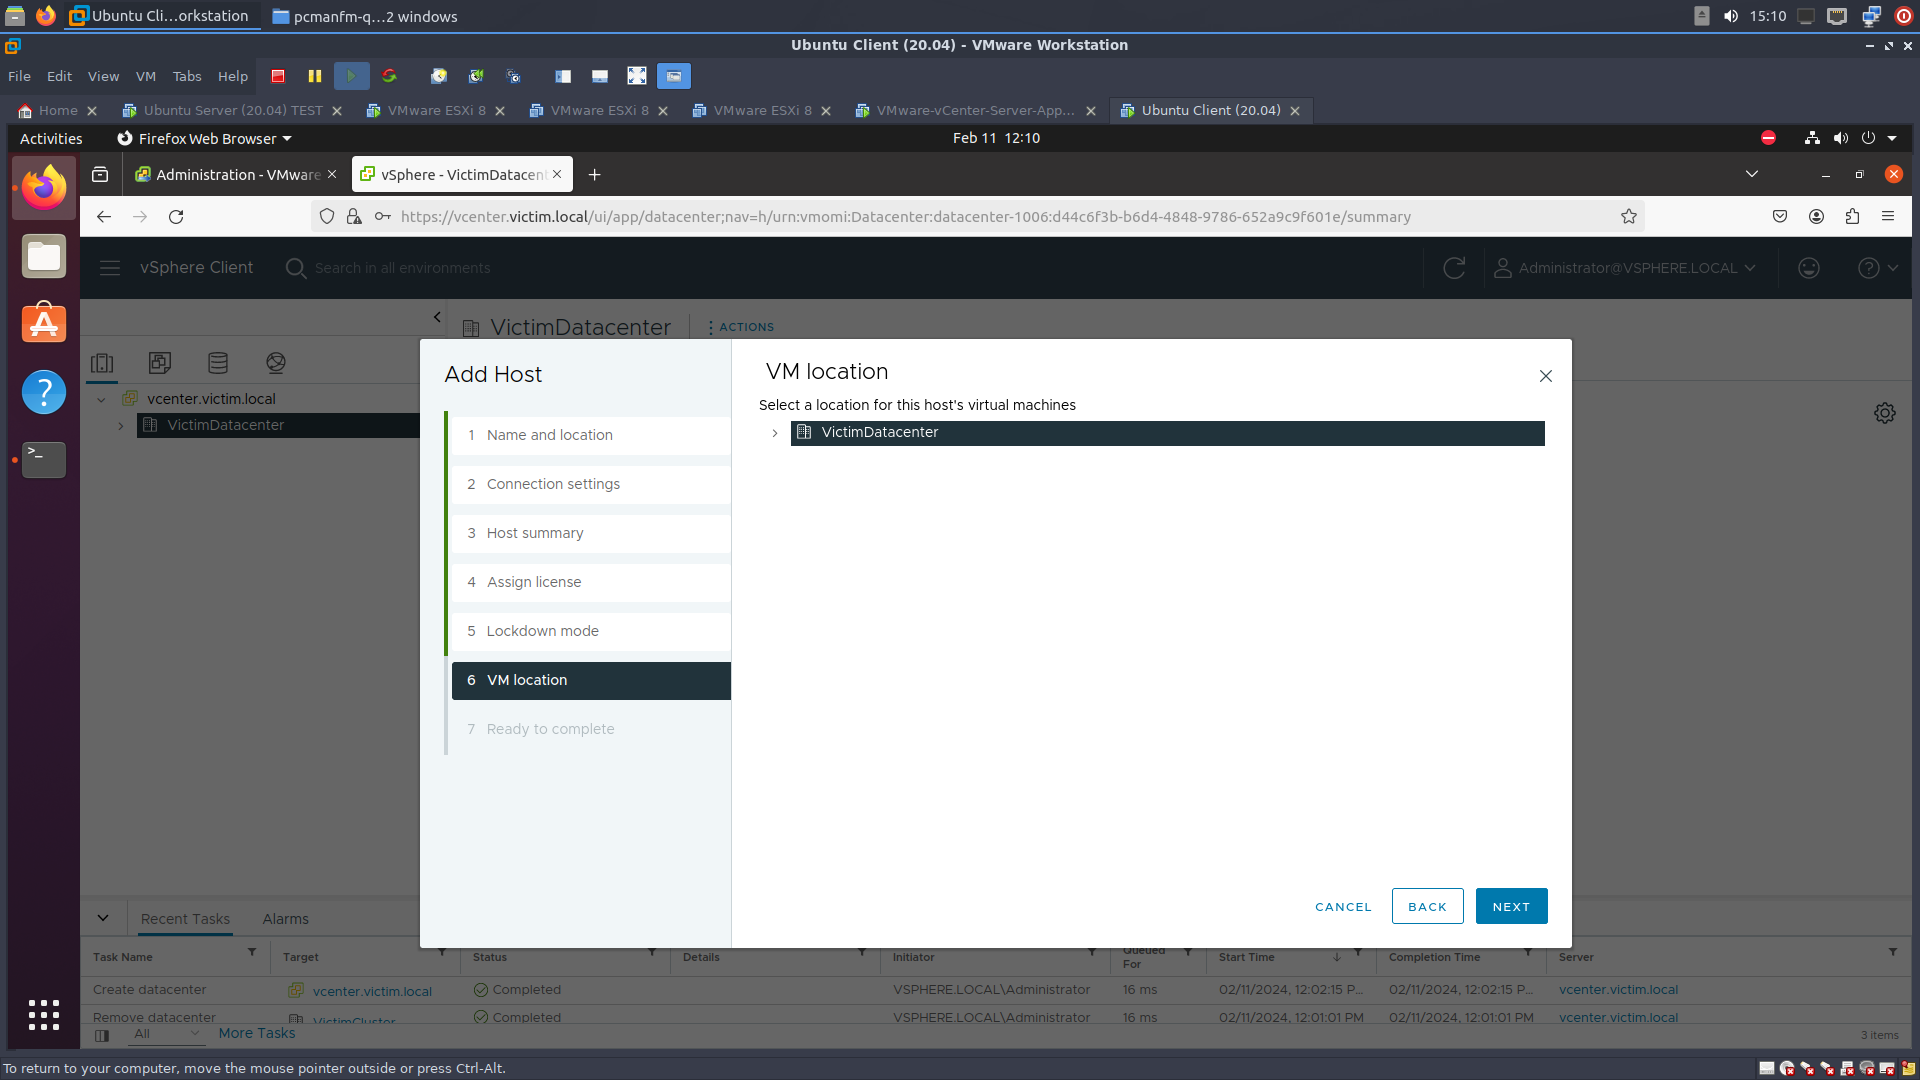 Ubuntu Cli...orkstation
pcmanfm-q...2 windows
15:10
Ubuntu Client (20.04) - VMware Workstation
File Edit View VM Tabs Help
Home
Ubuntu Server (20.04) TEST
VMware ESXi 8
VMware ESXi 8
VMware ESXi 8
VMware-vCenter-Server-App...
Ubuntu Client (20.04)
Activities
Firefox Web Browser
Feb 11 12:10
Administration - VMware
vSphere - VictimDatacent
https://vcenter.victim.local/ui/app/datacenter;nav=h/urn:vmomi:Datacenter:datacenter-1006:d44c6f3b-b6d4-4848-9786-652a9c9f601e/summary
vSphere Client
Search in all environments
Administrator@VSPHERE.LOCAL
VictimDatacenter
ACTIONS
vcenter.victim.local
VictimDatacenter
Add Host
1 Name and location
2 Connection settings
3 Host summary
4 Assign license
5 Lockdown mode
6 VM location
7 Ready to complete
VM location
Select a location for this host's virtual machines
VictimDatacenter
CANCEL
BACK
NEXT
Recent Tasks
Alarms
Task Name Target Status Details Initiator Queued For Start Time Completion Time Server
Create datacenter vcenter.victim.local Completed VSPHERE.LOCAL\Administrator 16 ms 02/11/2024, 12:02:15 P... 02/11/2024, 12:02:15 P... vcenter.victim.local
Remove datacenter VictimCluster Completed VSPHERE.LOCAL\Administrator 16 ms 02/11/2024, 12:01:01 PM 02/11/2024, 12:01:01 PM vcenter.victim.local
All
More Tasks
3 items
To return to your computer, move the mouse pointer outside or press Ctrl-Alt.